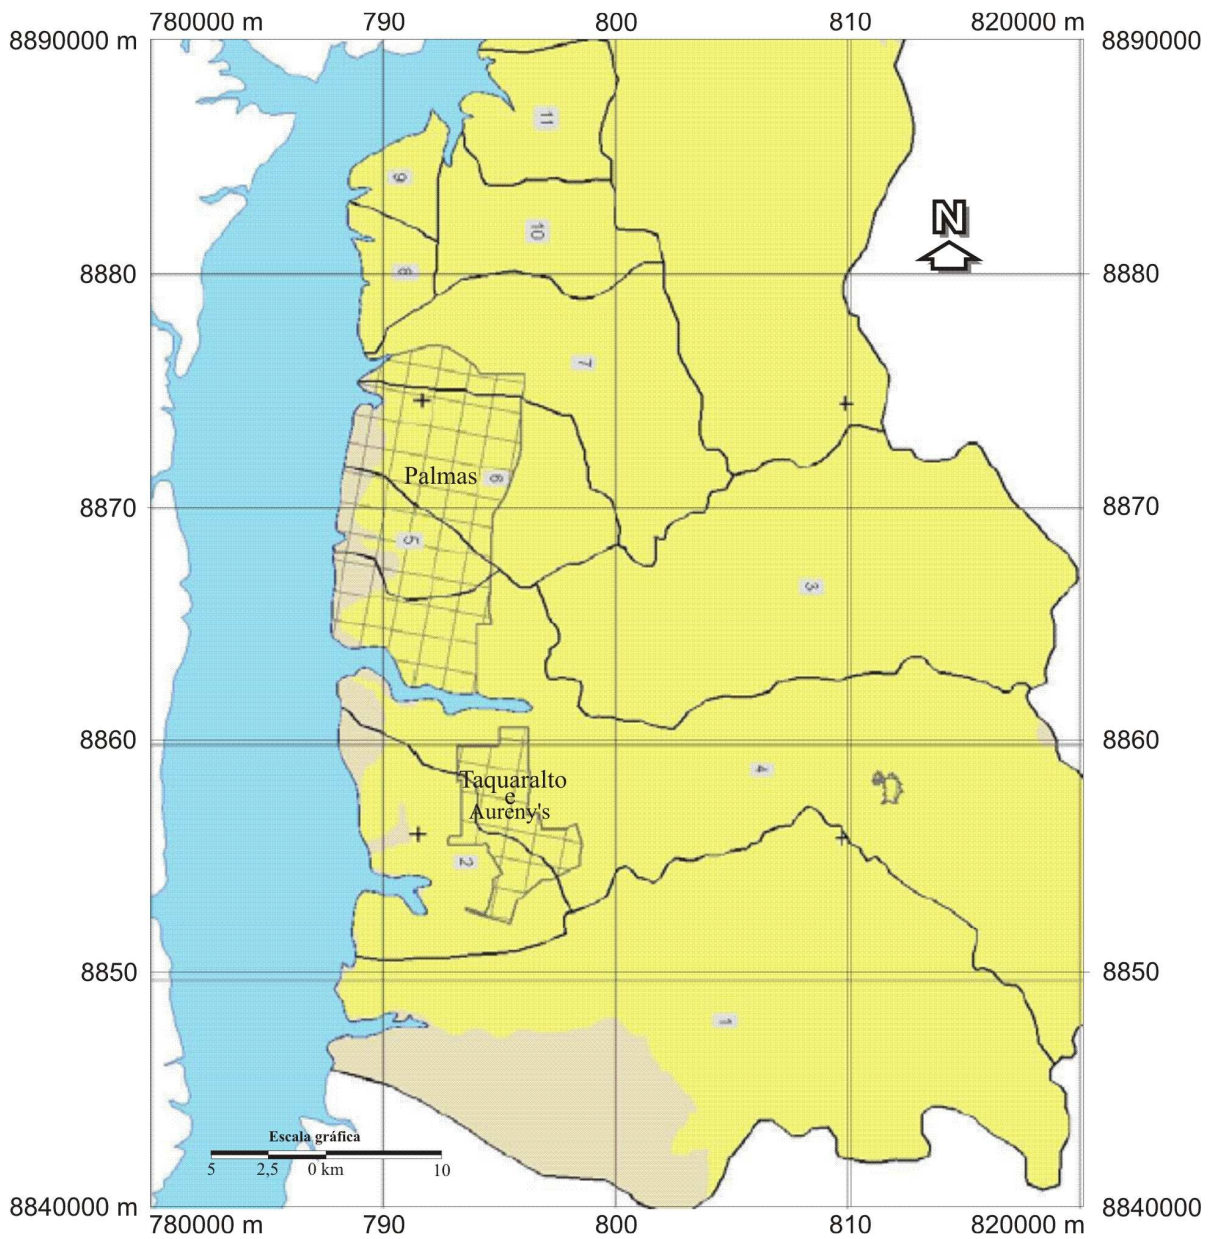 780000 m 790 800 810 820000 m
8890000 m 8890000
11
9
N
10
8
8880 8880
7
Palmas 6
8870 8870
5
3
8860 8860
4
Taquaralto
e
Aureny's
2
8850 8850
1
Escala gráfica
5 2,5 0 km 10
8840000 m 8840000
780000 m 790 800 810 820000 m